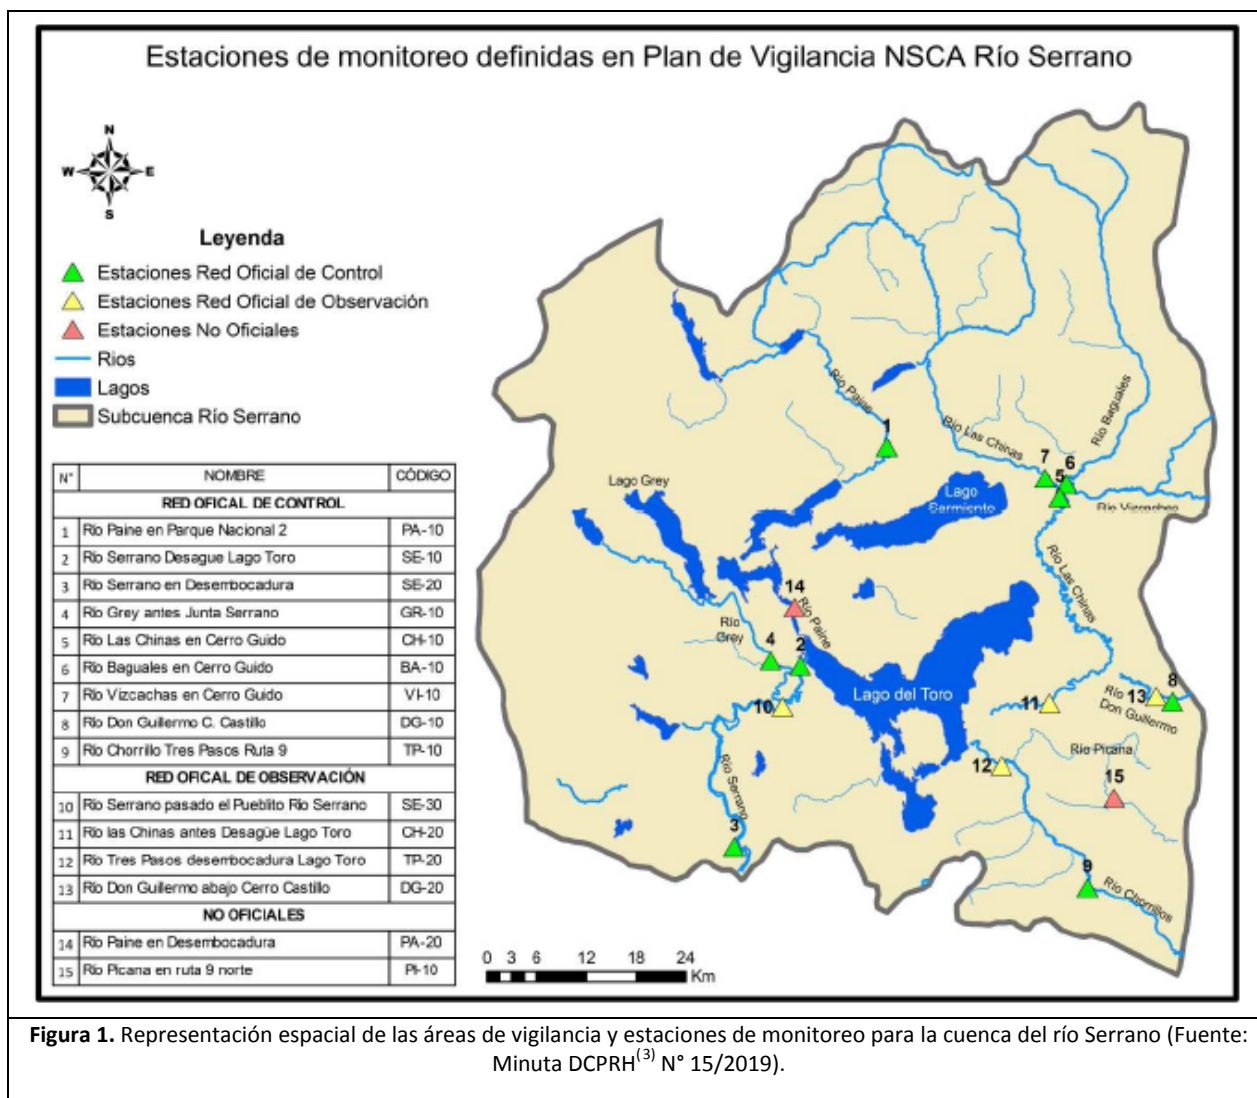 Estaciones de monitoreo definidas en Plan de Vigilancia NSCA Río Serrano
N
W E
S
Leyenda
Estaciones Red Oficial de Control
Estaciones Red Oficial de Observación
Estaciones No Oficiales
Rios
Lagos
Subcuenca Río Serrano
N° NOMBRE CÓDIGO
RED OFICAL DE CONTROL
1 Río Paine en Parque Nacional 2 PA-10
2 Río Serrano Desague Lago Toro SE-10
3 Río Serrano en Desembocadura SE-20
4 Río Grey antes Junta Serrano GR-10
5 Río Las Chinas en Cerro Guido CH-10
6 Río Baguales en Cerro Guido BA-10
7 Río Vizcachas en Cerro Guido VI-10
8 Río Don Guillermo C. Castillo DG-10
9 Río Chorrillo Tres Pasos Ruta 9 TP-10
RED OFICAL DE OBSERVACIÓN
10 Río Serrano pasado el Pueblito Río Serrano SE-30
11 Río las Chinas antes Desagüe Lago Toro CH-20
12 Río Tres Pasos desembocadura Lago Toro TP-20
13 Río Don Guillermo abajo Cerro Castillo DG-20
NO OFICIALES
14 Río Paine en Desembocadura PA-20
15 Río Picana en ruta 9 norte PI-10
0 3 6 12 18 24
Km
Río Paine
1
Río Las Chinas
Río Baguales
7
6
5
Río Vizcachas
Lago Grey
Lago
Sarmiento
Río Las Chinas
14
Río Paine
Río
Grey
4
2
Lago del Toro
10
11
13
8
Río
Don Guillermo
12
Río Picana
15
Río Serrano
3
9
Río Chorrillos
Figura 1. Representación espacial de las áreas de vigilancia y estaciones de monitoreo para la cuenca del río Serrano (Fuente:
Minuta DCPRH(3) N° 15/2019).